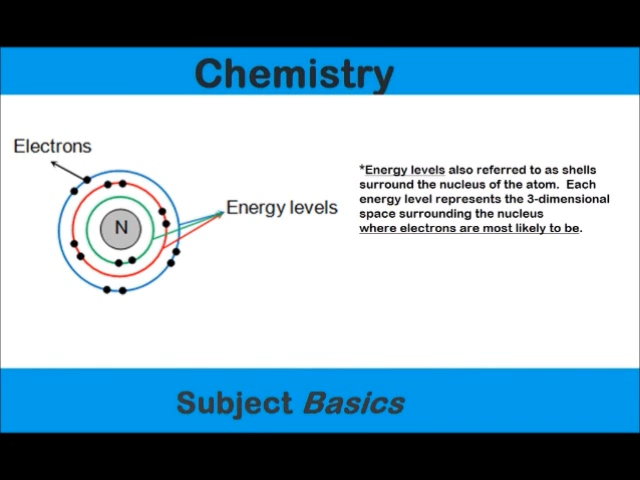 Chemistry
Electrons
N
Energy levels
*Energy levels also referred to as shells
surround the nucleus of the atom. Each
energy level represents the 3-dimensional
space surrounding the nucleus
where electrons are most likely to be.
Subject Basics